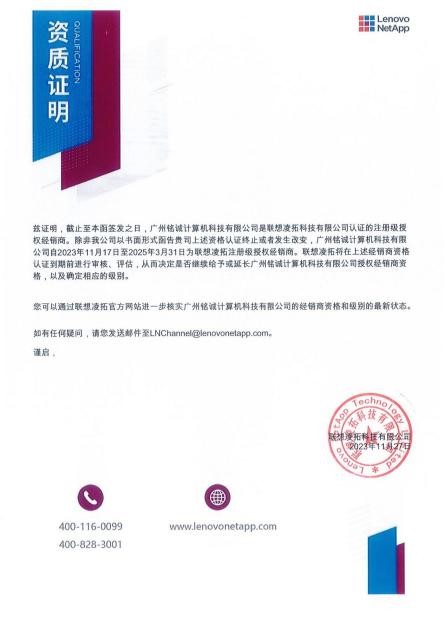 资质证明
QUALIFICATION
Lenovo
NetApp
兹证明，截止至本函签发之日，广州铭诚计算机科技有限公司是联想凌拓科技有限公司认证的注册级授
权经销商。除非我公司以书面形式函告贵司上述资格认证终止或者发生改变，广州铭诚计算机科技有限
公司自2023年11月17日至2025年3月31日为联想凌拓注册级授权经销商。联想凌拓将在上述经销商资格
认证到期前进行审核、评估，从而决定是否继续给予或延长广州铭诚计算机科技有限公司授权经销商资
格，以及确定相应的级别。
您可以通过联想凌拓官方网站进一步核实广州铭诚计算机科技有限公司的经销商资格和级别的最新状态。
如有任何疑问，请您发送邮件至LNChannel@lenovonetapp.com。
谨启，
Lenovo NetApp Technology Limited
联想凌拓科技有限公司
联想凌拓科技有限公司
2023年11月27日
400-116-0099
400-828-3001
www.lenovonetapp.com